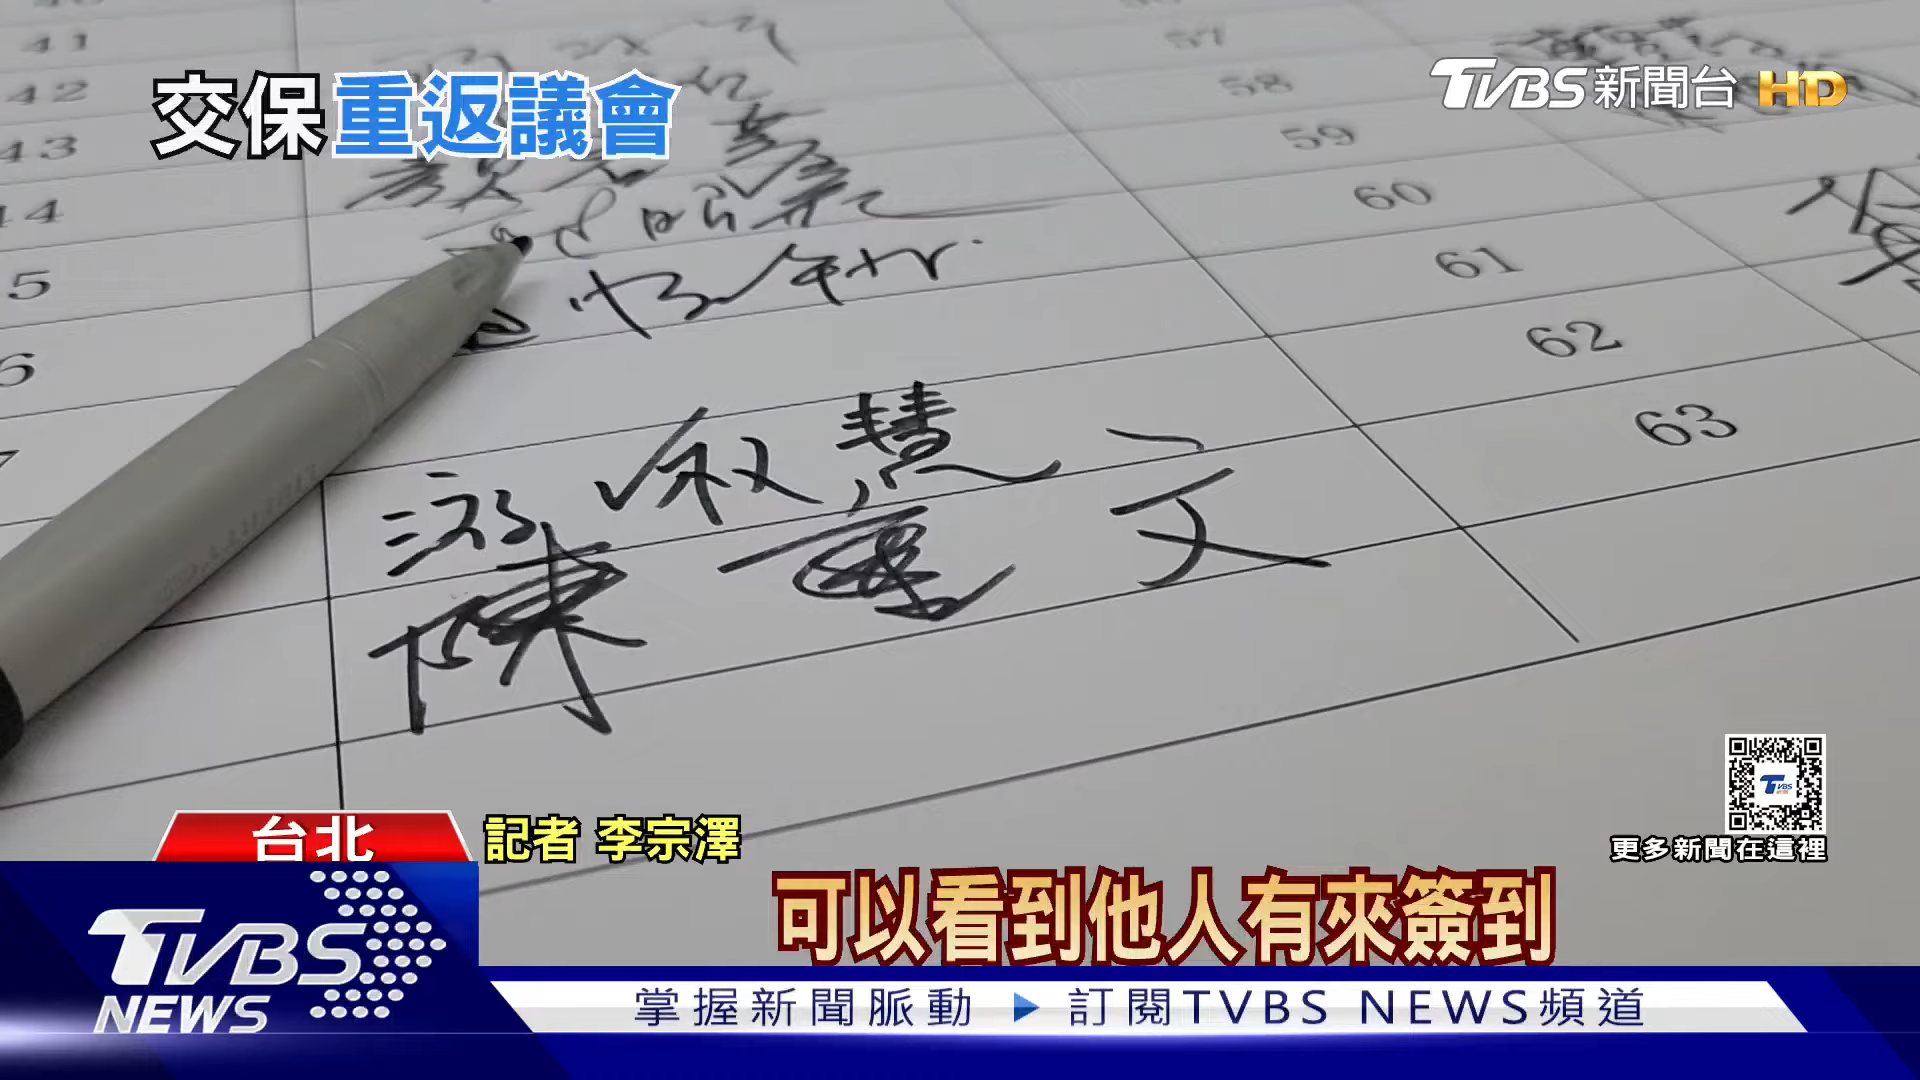 41
57
42
58
TVBS新聞台 HD
交保重返議會
43
59
顏若芳
44
60
5
61
6
62
游淑慧
63
7
陳重文
台北
記者 李宗澤
更多新聞在這裡
可以看到他人有來簽到
TVBS NEWS
掌握新聞脈動 ▶ 訂閱TVBS NEWS頻道